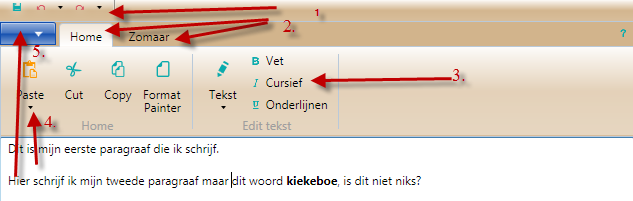 1
2.
5. Home Zomaar ?
B Vet
I Cursief 3.
U Onderlijnen
Paste Cut Copy Format Painter Tekst
4.
Home Edit tekst
Dit is mijn eerste paragraaf die ik schrijf.
Hier schrijf ik mijn tweede paragraaf maar dit woord kiekeboe, is dit niet niks?